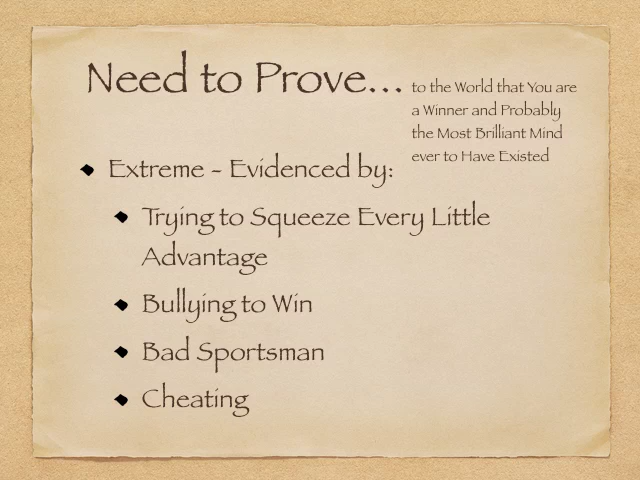 Need to Prove...
to the World that You are
a Winner and Probably
the Most Brilliant Mind
ever to Have Existed
Extreme - Evidenced by:
Trying to Squeeze Every Little
Advantage
Bullying to Win
Bad Sportsman
Cheating